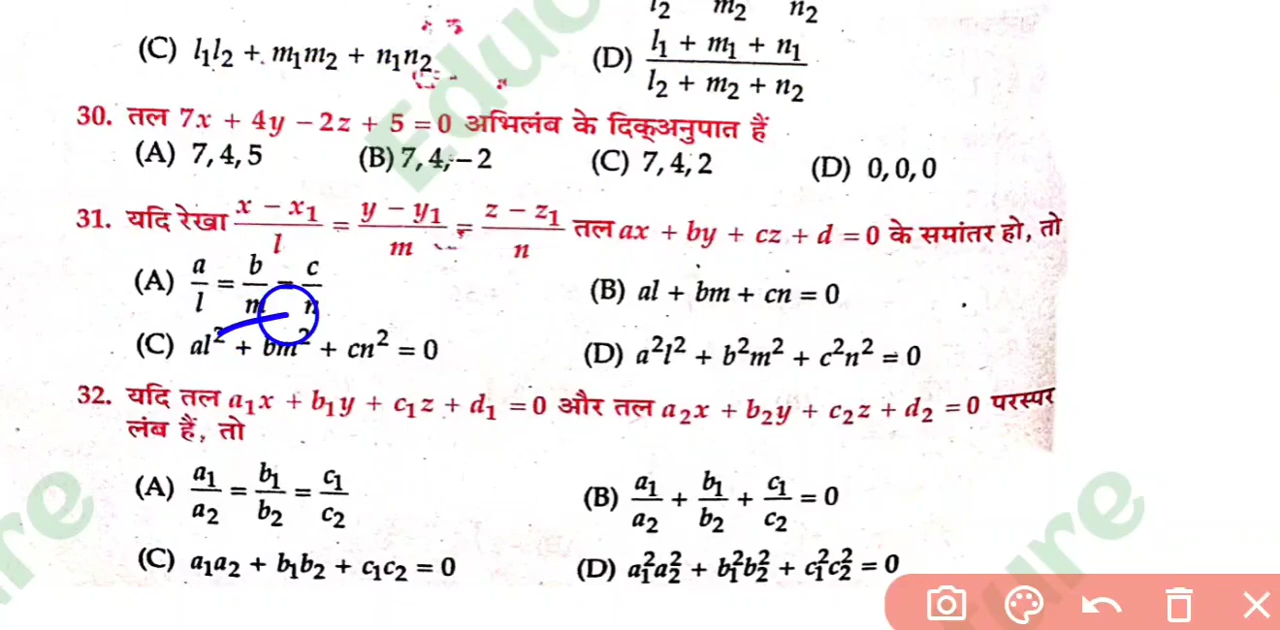 l2 m2 n2
(C) l1l2 + m1m2 + n1n2 (D) (l1 + m1 + n1)/(l2 + m2 + n2)
30. तल 7x + 4y − 2z + 5 = 0 अभिलंब के दिक्अनुपात हैं
(A) 7, 4, 5 (B) 7, 4, − 2 (C) 7, 4, 2 (D) 0, 0, 0
31. यदि रेखा (x − x1)/l = (y − y1)/m = (z − z1)/n तल ax + by + cz + d = 0 के समांतर हो, तो
(A) a/l = b/m = c/n (B) al + bm + cn = 0
(C) al² + bm² + cn² = 0 (D) a²l² + b²m² + c²n² = 0
32. यदि तल a1x + b1y + c1z + d1 = 0 और तल a2x + b2y + c2z + d2 = 0 परस्पर
लंब हैं, तो
(A) a1/a2 = b1/b2 = c1/c2 (B) a1/a2 + b1/b2 + c1/c2 = 0
(C) a1a2 + b1b2 + c1c2 = 0 (D) a1²a2² + b1²b2² + c1²c2² = 0